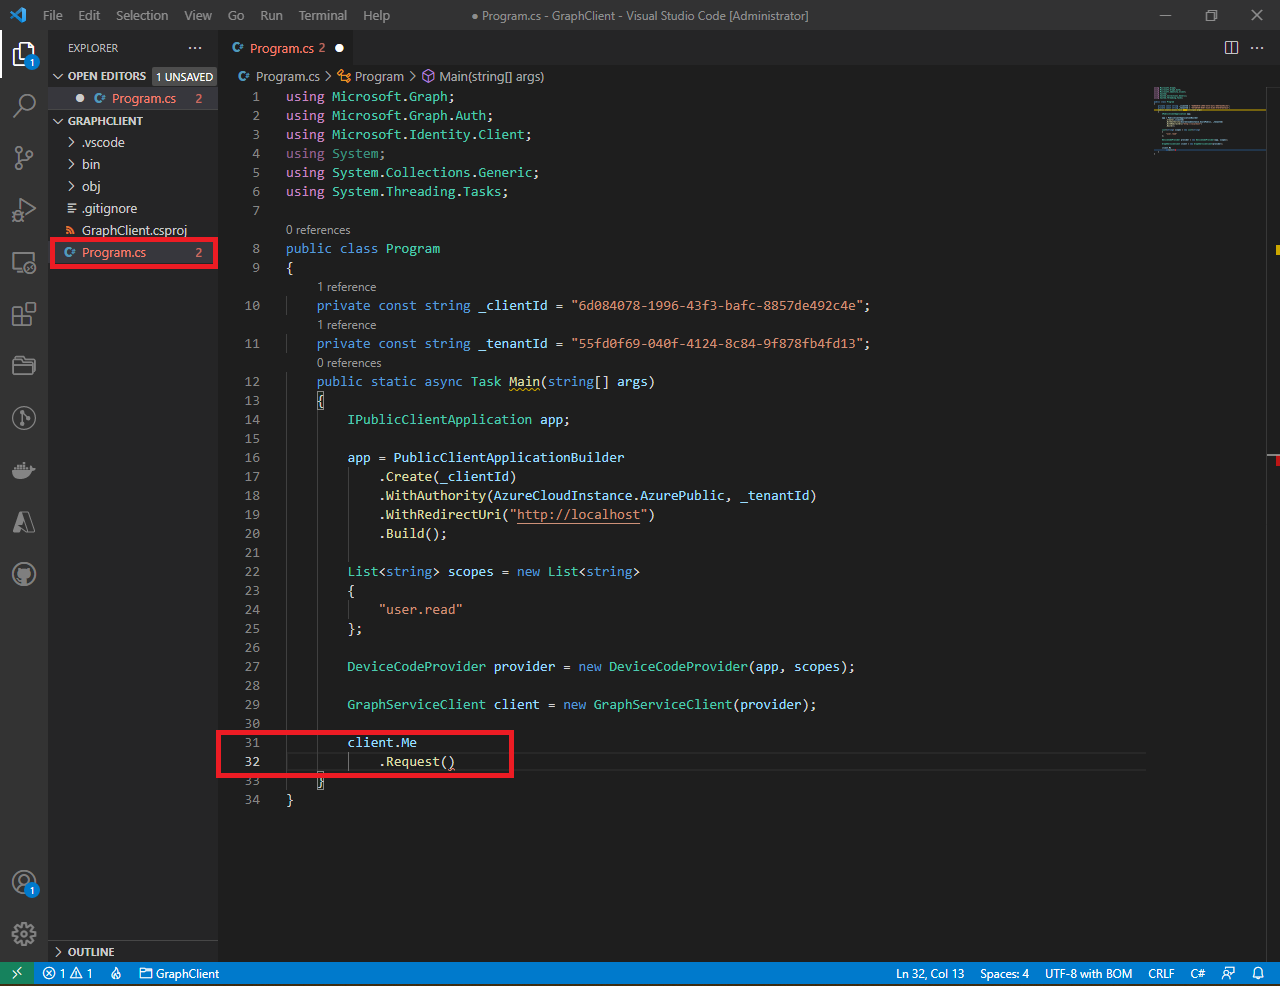 File Edit Selection View Go Run Terminal Help
● Program.cs - GraphClient - Visual Studio Code [Administrator]
EXPLORER
OPEN EDITORS 1 UNSAVED
C# Program.cs 2
GRAPHCLIENT
.vscode
bin
obj
.gitignore
GraphClient.csproj
C# Program.cs 2
OUTLINE
C# Program.cs 2
C# Program.cs > Program > Main(string[] args)
1 using Microsoft.Graph;
2 using Microsoft.Graph.Auth;
3 using Microsoft.Identity.Client;
4 using System;
5 using System.Collections.Generic;
6 using System.Threading.Tasks;
7
0 references
8 public class Program
9 {
1 reference
10 private const string _clientId = "6d084078-1996-43f3-bafc-8857de492c4e";
1 reference
11 private const string _tenantId = "55fd0f69-040f-4124-8c84-9f878fb4fd13";
0 references
12 public static async Task Main(string[] args)
13 {
14 IPublicClientApplication app;
15
16 app = PublicClientApplicationBuilder
17 .Create(_clientId)
18 .WithAuthority(AzureCloudInstance.AzurePublic, _tenantId)
19 .WithRedirectUri("http://localhost")
20 .Build();
21
22 List<string> scopes = new List<string>
23 {
24 "user.read"
25 };
26
27 DeviceCodeProvider provider = new DeviceCodeProvider(app, scopes);
28
29 GraphServiceClient client = new GraphServiceClient(provider);
30
31 client.Me
32 .Request()
33 }
34 }
1
1
1 1 GraphClient Ln 32, Col 13 Spaces: 4 UTF-8 with BOM CRLF C#